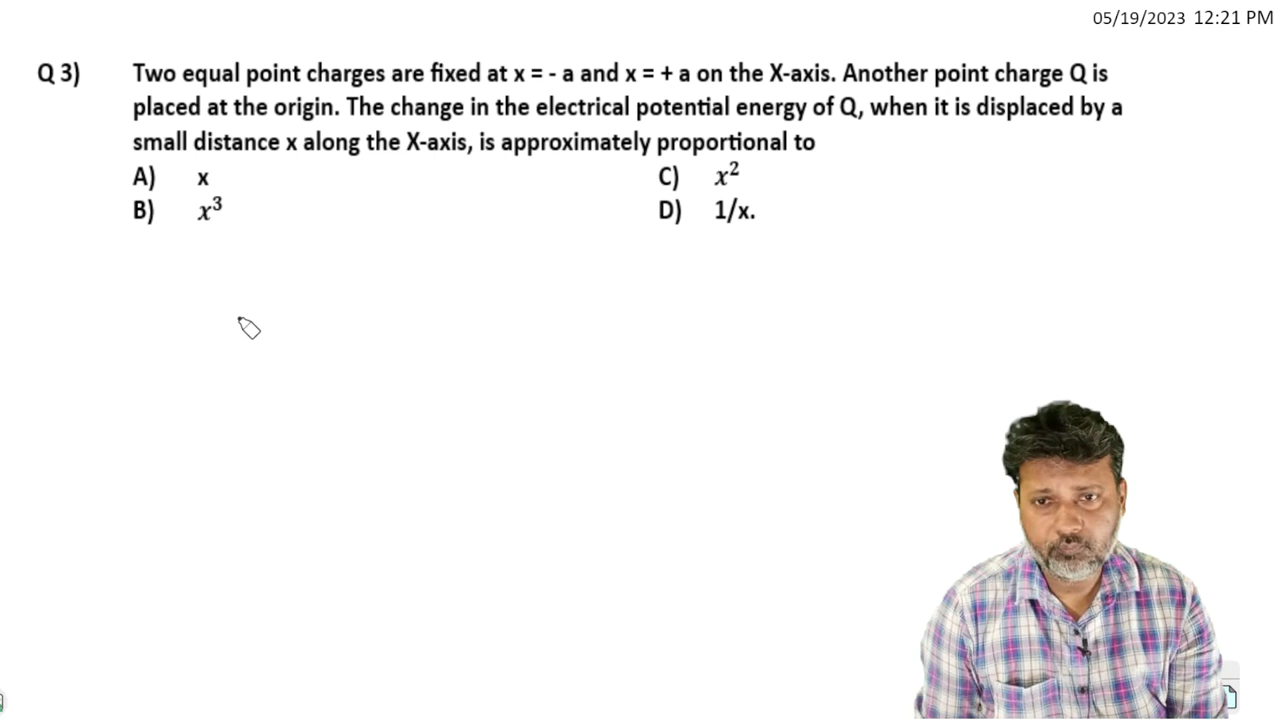 05/19/2023 12:21 PM
Q 3) Two equal point charges are fixed at x = - a and x = + a on the X-axis. Another point charge Q is
placed at the origin. The change in the electrical potential energy of Q, when it is displaced by a
small distance x along the X-axis, is approximately proportional to
A) x C) x²
B) x³ D) 1/x.